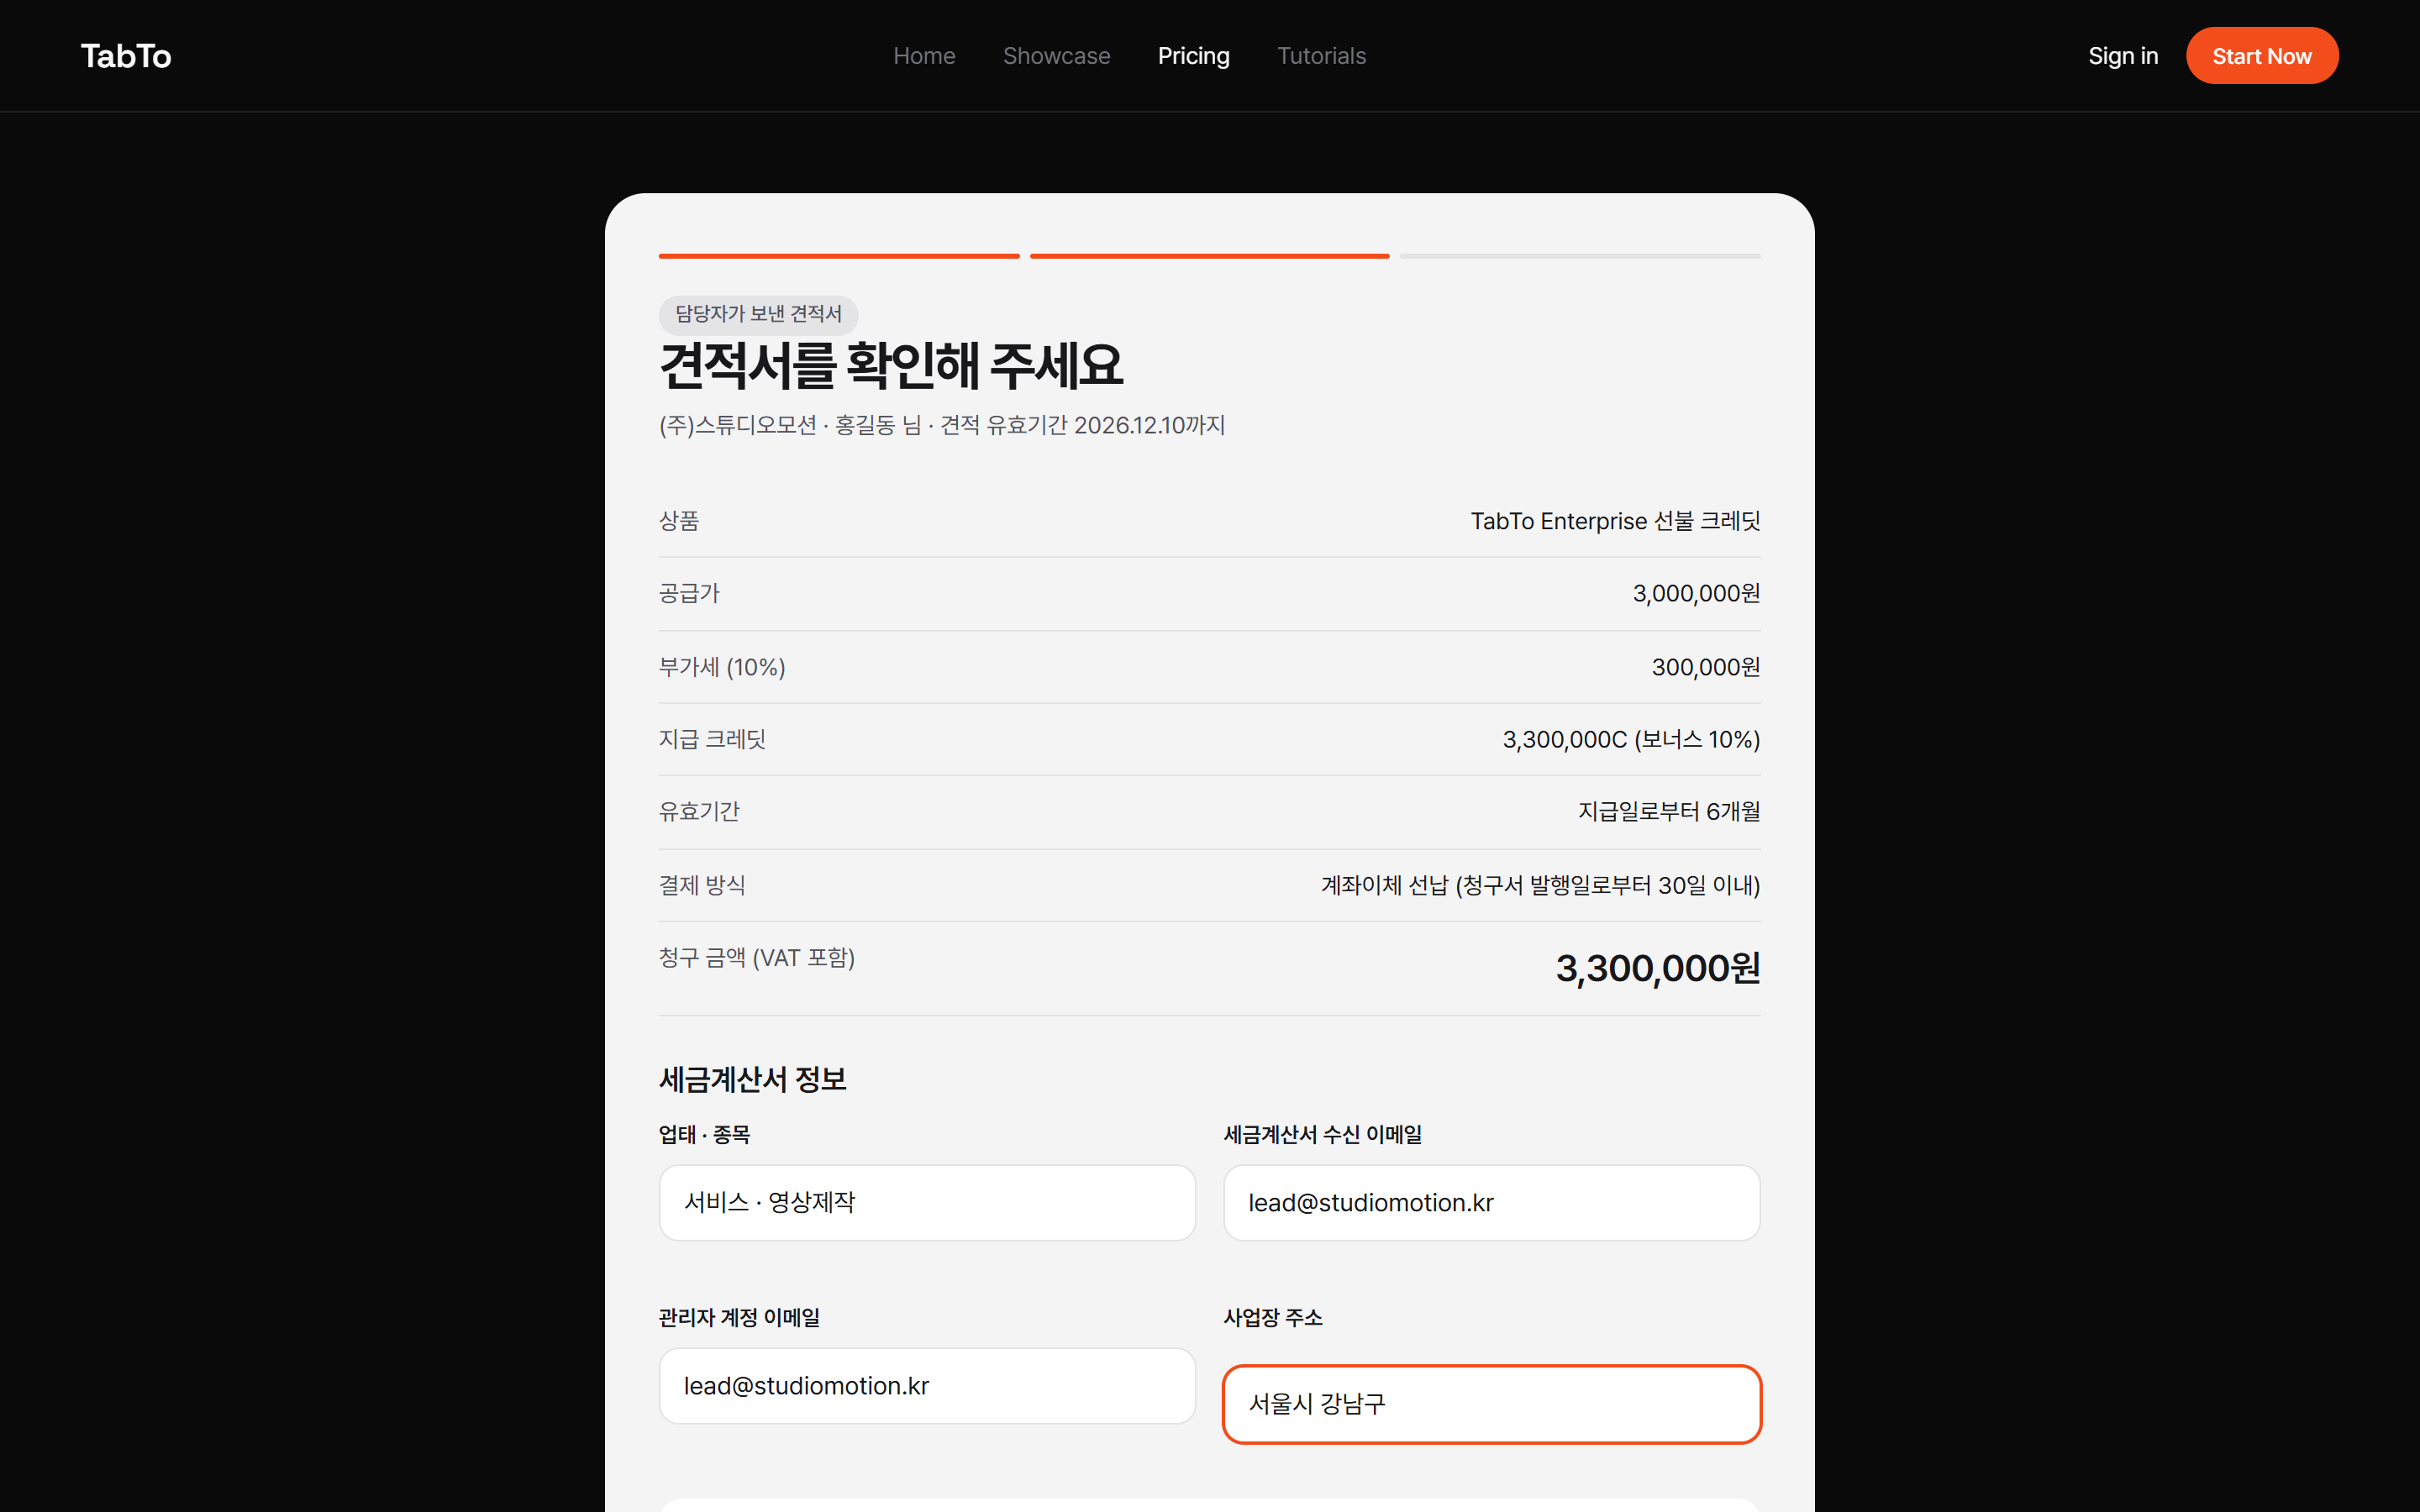 TabTo
Home
Showcase
Pricing
Tutorials
Sign in
Start Now
담당자가 보낸 견적서
견적서를 확인해 주세요
(주)스튜디오모션 · 홍길동 님 · 견적 유효기간 2026.12.10까지
상품
TabTo Enterprise 선불 크레딧
공급가
3,000,000원
부가세 (10%)
300,000원
지급 크레딧
3,300,000C (보너스 10%)
유효기간
지급일로부터 6개월
결제 방식
계좌이체 선납 (청구서 발행일로부터 30일 이내)
청구 금액 (VAT 포함)
3,300,000원
세금계산서 정보
업태 · 종목
세금계산서 수신 이메일
서비스 · 영상제작
lead@studiomotion.kr
관리자 계정 이메일
사업장 주소
lead@studiomotion.kr
서울시 강남구